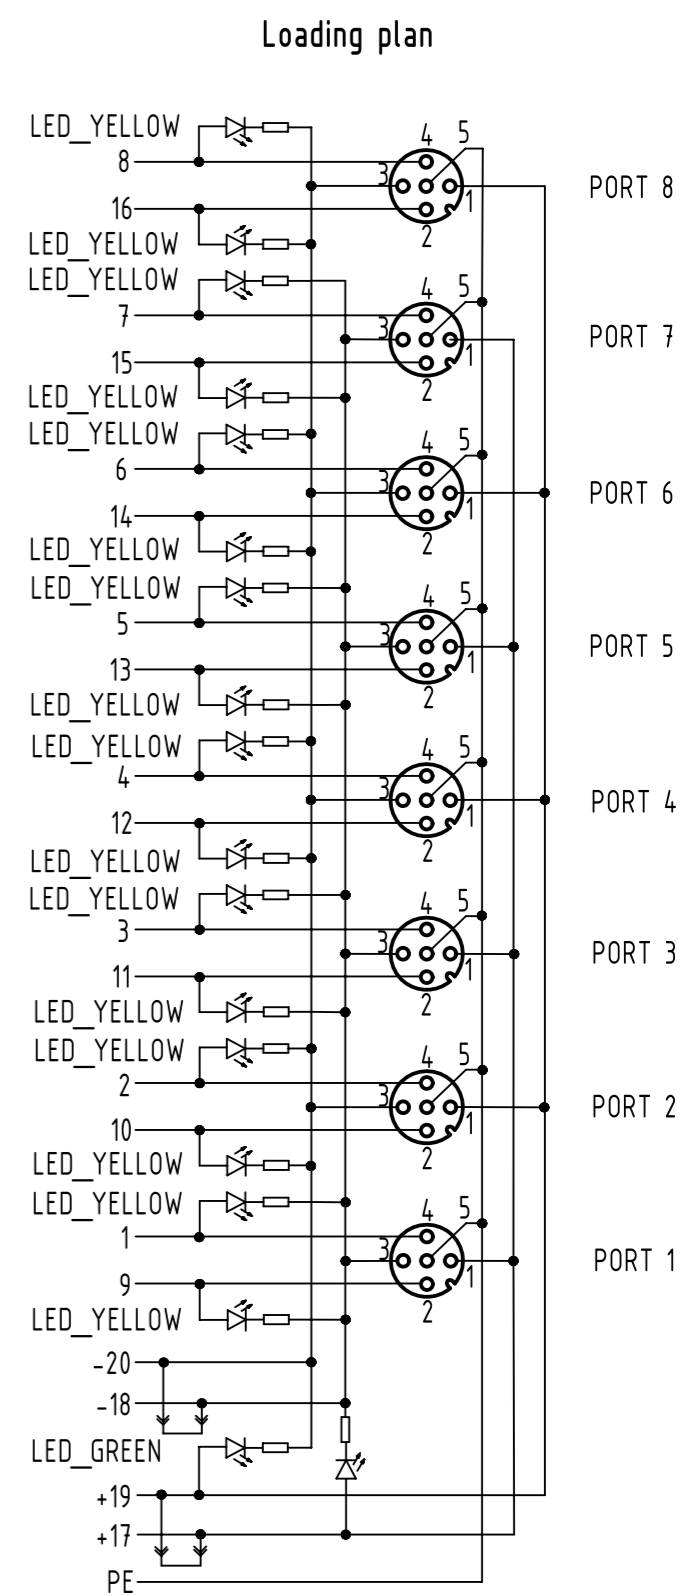 Loading plan
LED_YELLOW
4 5
8
3
PORT 8
1
16
2
LED_YELLOW
LED_YELLOW
4 5
7
3
PORT 7
1
15
2
LED_YELLOW
LED_YELLOW
4 5
6
3
PORT 6
1
14
2
LED_YELLOW
LED_YELLOW
4 5
5
3
PORT 5
1
13
2
LED_YELLOW
LED_YELLOW
4 5
4
3
PORT 4
1
12
2
LED_YELLOW
LED_YELLOW
4 5
3
3
PORT 3
1
11
2
LED_YELLOW
LED_YELLOW
4 5
2
3
PORT 2
1
10
2
LED_YELLOW
LED_YELLOW
4 5
1
3
PORT 1
1
9
2
LED_YELLOW
-20
-18
LED_GREEN
+19
+17
PE